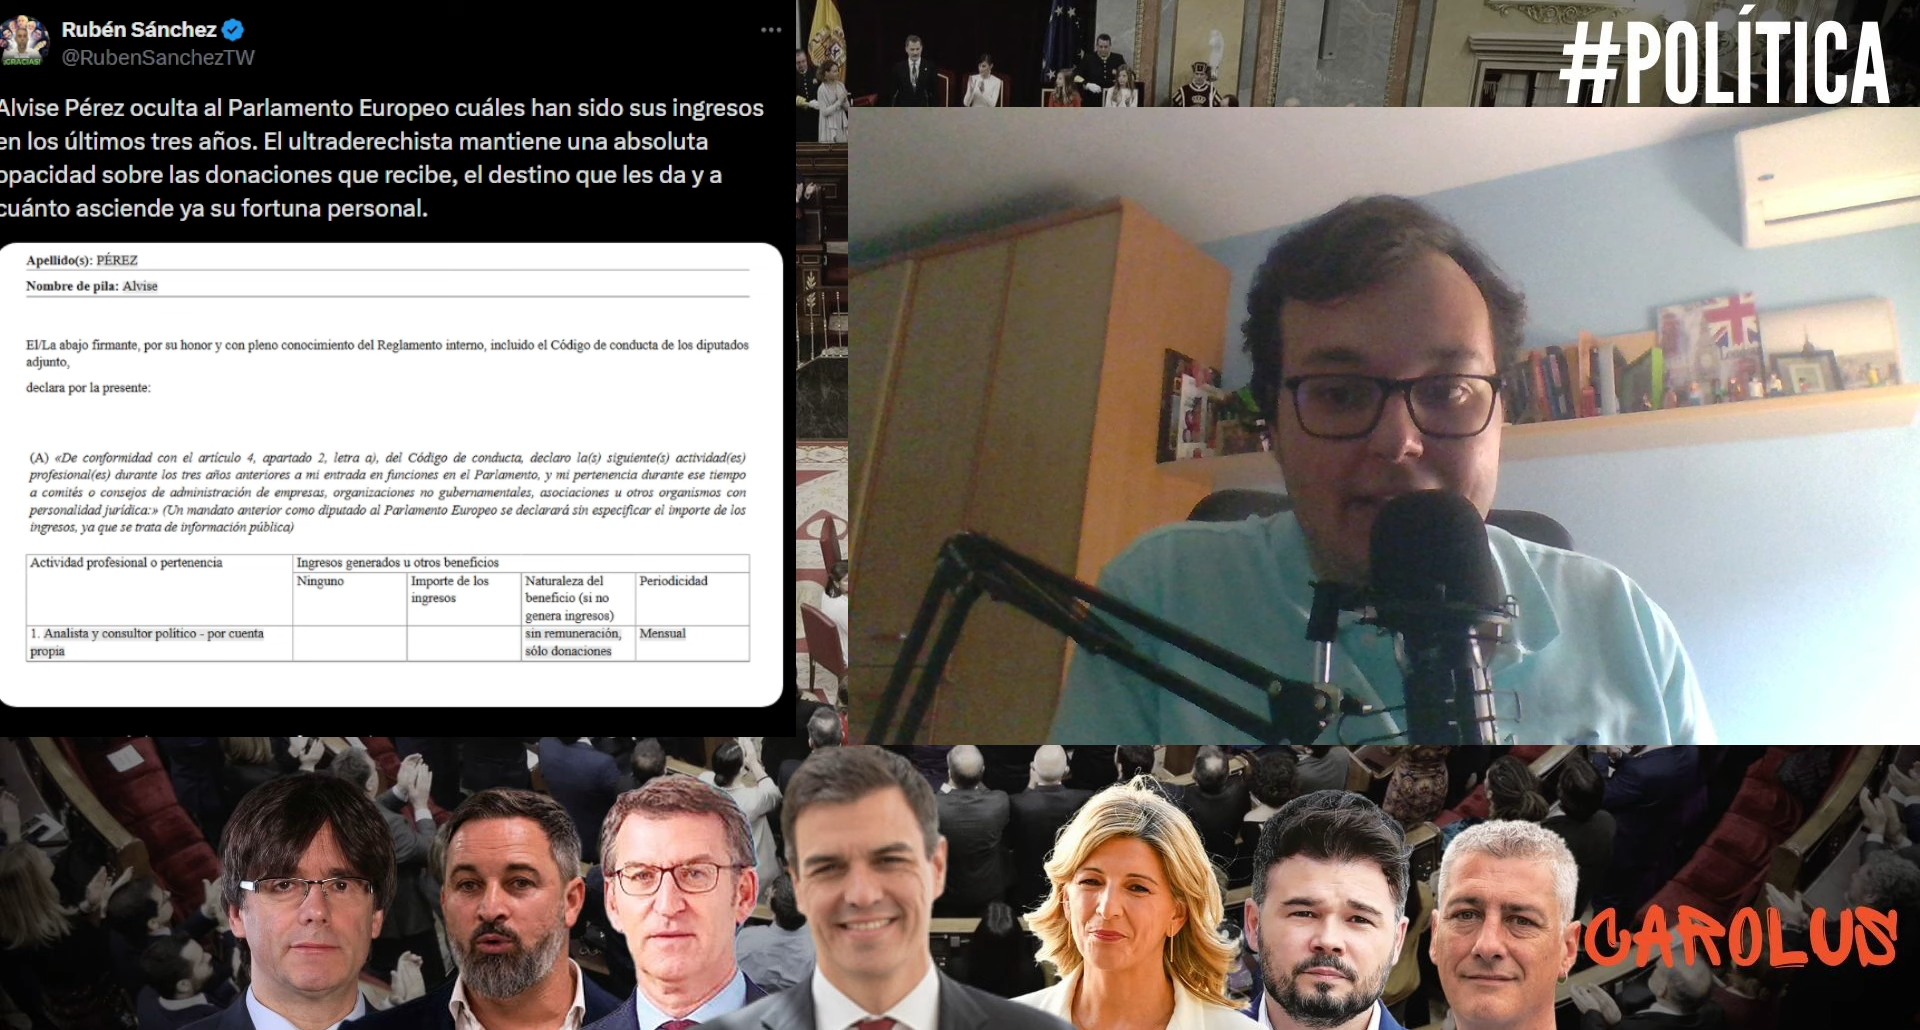 Rubén Sánchez
@RubenSanchezTW
¡GRACIAS!
Alvise Pérez oculta al Parlamento Europeo cuáles han sido sus ingresos
en los últimos tres años. El ultraderechista mantiene una absoluta
opacidad sobre las donaciones que recibe, el destino que les da y a
cuánto asciende ya su fortuna personal.
Apellido(s): PÉREZ
Nombre de pila: Alvise
El/La abajo firmante, por su honor y con pleno conocimiento del Reglamento interno, incluido el Código de conducta de los diputados
adjunto,
declara por la presente:
(A) «De conformidad con el artículo 4, apartado 2, letra a), del Código de conducta, declaro la(s) siguiente(s) actividad(es)
profesional(es) durante los tres años anteriores a mi entrada en funciones en el Parlamento, y mi pertenencia durante ese tiempo
a comités o consejos de administración de empresas, organizaciones no gubernamentales, asociaciones u otros organismos con
personalidad jurídica:» (Un mandato anterior como diputado al Parlamento Europeo se declarará sin especificar el importe de los
ingresos, ya que se trata de información pública)
Actividad profesional o pertenencia
Ingresos generados u otros beneficios
Ninguno
Importe de los
ingresos
Naturaleza del
beneficio (si no
genera ingresos)
Periodicidad
1. Analista y consultor político - por cuenta
propia
sin remuneración,
sólo donaciones
Mensual
#POLÍTICA
CAROLUS